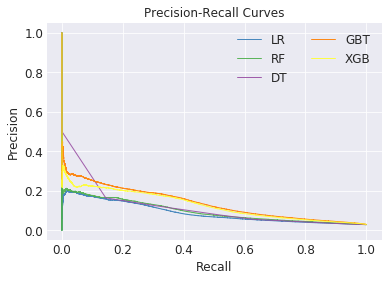 Precision-Recall Curves
1.0
0.8
0.6
0.4
0.2
0.0
Precision
LR
RF
DT
GBT
XGB
0.0 0.2 0.4 0.6 0.8 1.0
Recall